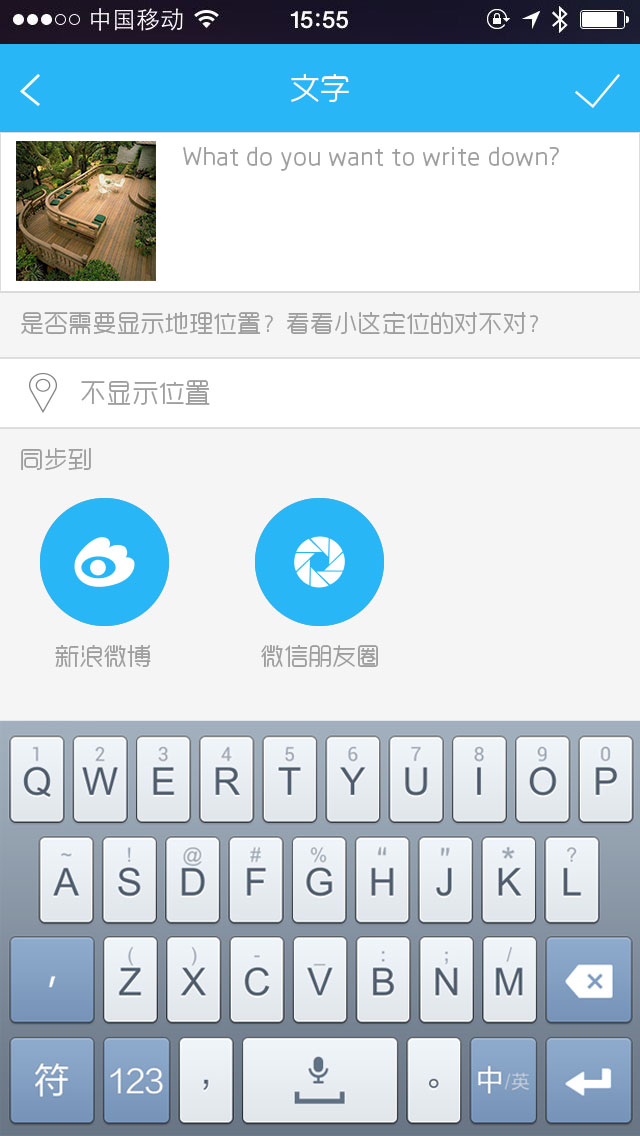 中国移动 15:55
文字
What do you want to write down?
是否需要显示地理位置？看看小这定位的对不对？
不显示位置
同步到
新浪微博 微信朋友圈
1 2 3 4 5 6 7 8 9 0
Q W E R T Y U I O P
~ ! @ # % “ " * ?
A S D F G H J K L
( ) - _ : ; /
, Z X C V B N M
符 123 , 。 中/英